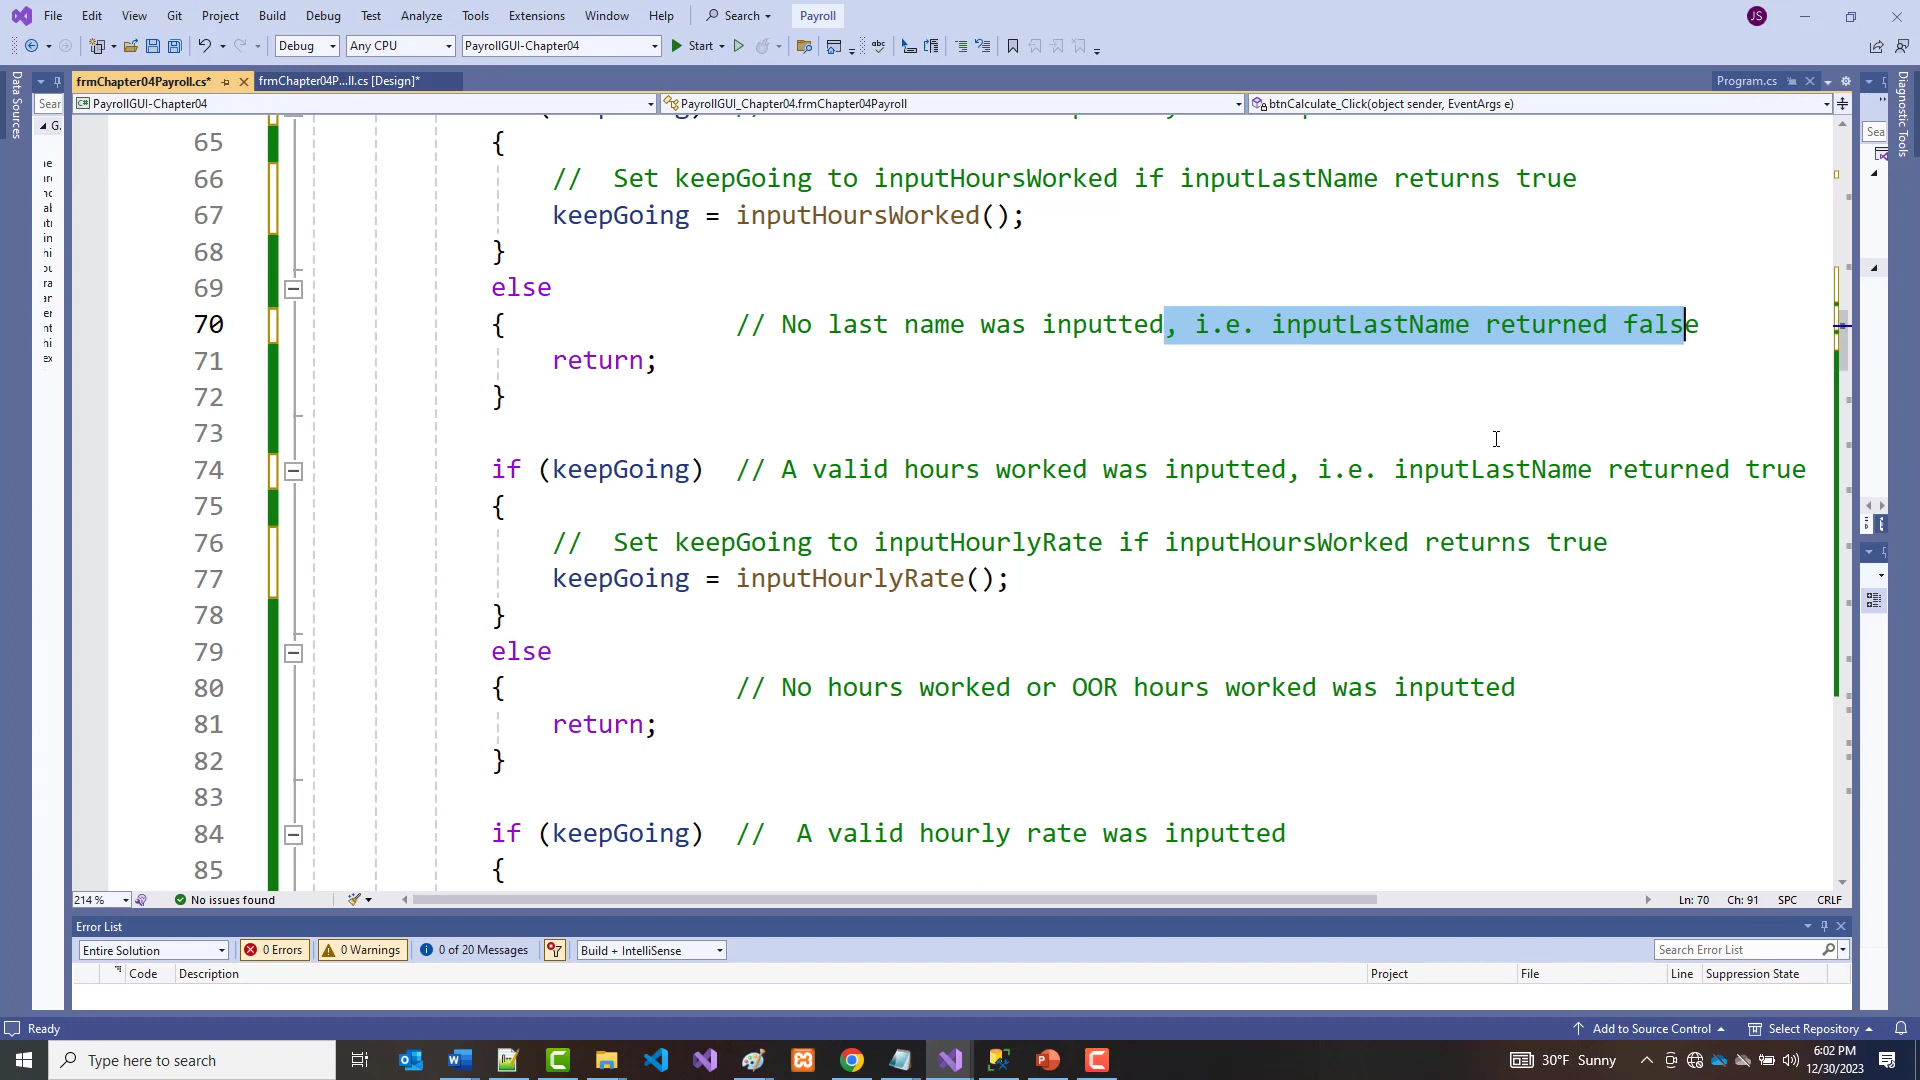 File Edit View Git Project Build Debug Test Analyze Tools Extensions Window Help Search Payroll JS
Debug Any CPU PayrollGUI-Chapter04 Start
frmChapter04Payroll.cs* frmChapter04P...ll.cs [Design]* Program.cs
PayrollGUI-Chapter04 PayrollGUI_Chapter04.frmChapter04Payroll btnCalculate_Click(object sender, EventArgs e)
Data Sources
Diagnostic Tools
65 {
66 //  Set keepGoing to inputHoursWorked if inputLastName returns true
67 keepGoing = inputHoursWorked();
68 }
69 else
70 { // No last name was inputted, i.e. inputLastName returned false
71 return;
72 }
73
74 if (keepGoing)  // A valid hours worked was inputted, i.e. inputLastName returned true
75 {
76 //  Set keepGoing to inputHourlyRate if inputHoursWorked returns true
77 keepGoing = inputHourlyRate();
78 }
79 else
80 { // No hours worked or OOR hours worked was inputted
81 return;
82 }
83
84 if (keepGoing)  //  A valid hourly rate was inputted
85 {
214 % No issues found Ln: 70 Ch: 91 SPC CRLF
Error List
Entire Solution 0 Errors 0 Warnings 0 of 20 Messages Build + IntelliSense Search Error List
Code Description Project File Line Suppression State
Ready Add to Source Control Select Repository
Type here to search 30°F Sunny 6:02 PM
12/30/2023